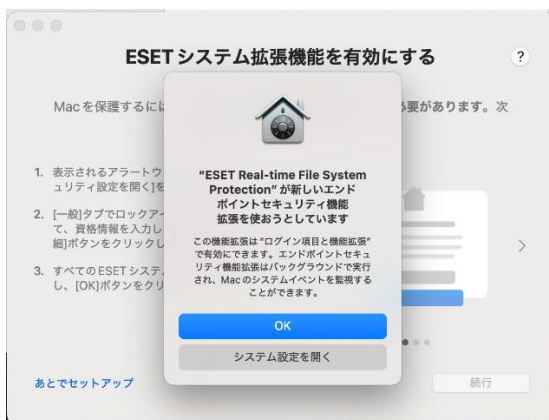 ESETシステム拡張機能を有効にする
?
Macを保護するには
必要があります。次
1. 表示されるアラートウ
ュリティ設定を開く]を
2. [一般]タブでロックアイ
て、資格情報を入力し
細]ボタンをクリックし
3. すべてのESETシステム
し、[OK]ボタンをクリ
"ESET Real-time File System
Protection"が新しいエンド
ポイントセキュリティ機能
拡張を使おうとしています
この機能拡張は"ログイン項目と機能拡張"
で有効にできます。エンドポイントセキュ
リティ機能拡張はバックグラウンドで実行
され、Macのシステムイベントを監視する
ことができます。
OK
システム設定を開く
あとでセットアップ
続行